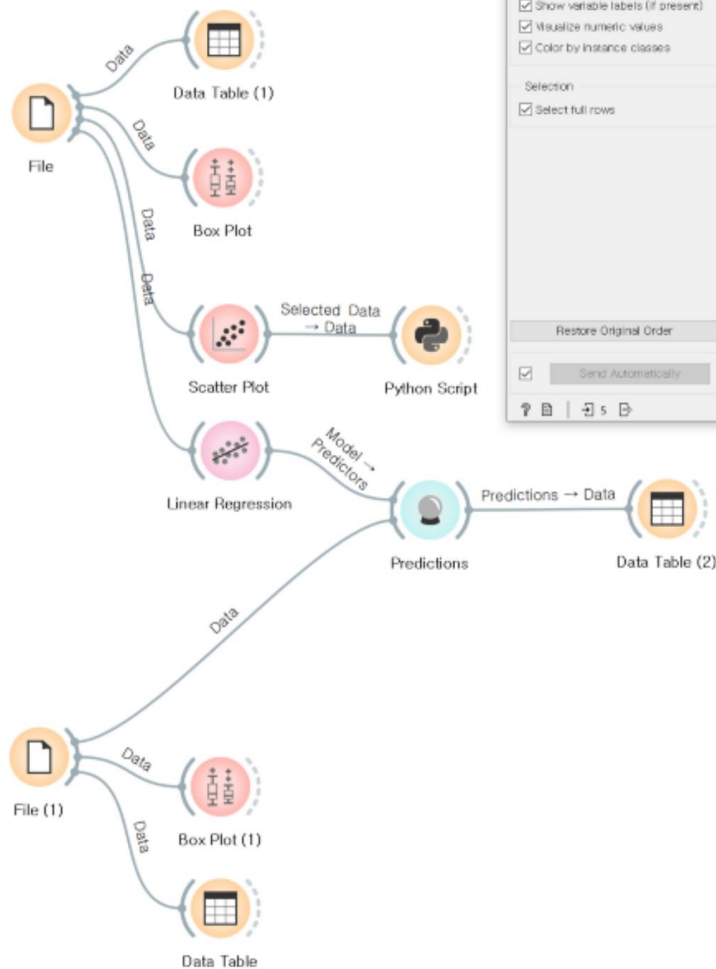 Show variable labels (if present)
Visualize numeric values
Color by instance classes
Selection
Select full rows
Restore Original Order
Send Automatically
5
Data
Data Table (1)
File
Data
Box Plot
Data
Data
Selected Data
→ Data
Scatter Plot
Python Script
Model →
Predictors
Linear Regression
Predictions → Data
Predictions
Data Table (2)
Data
File (1)
Data
Box Plot (1)
Data
Data Table